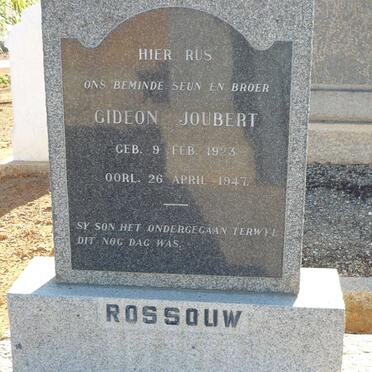 HIER RUS
ONS BEMINDE SEUN EN BROER
GIDEON JOUBERT
GEB. 9 FEB. 1923
OORL. 26 APRIL 1947.
SY SON HET ONDERGEGAAN TERWYL
DIT NOG DAG WAS.
ROSSOUW